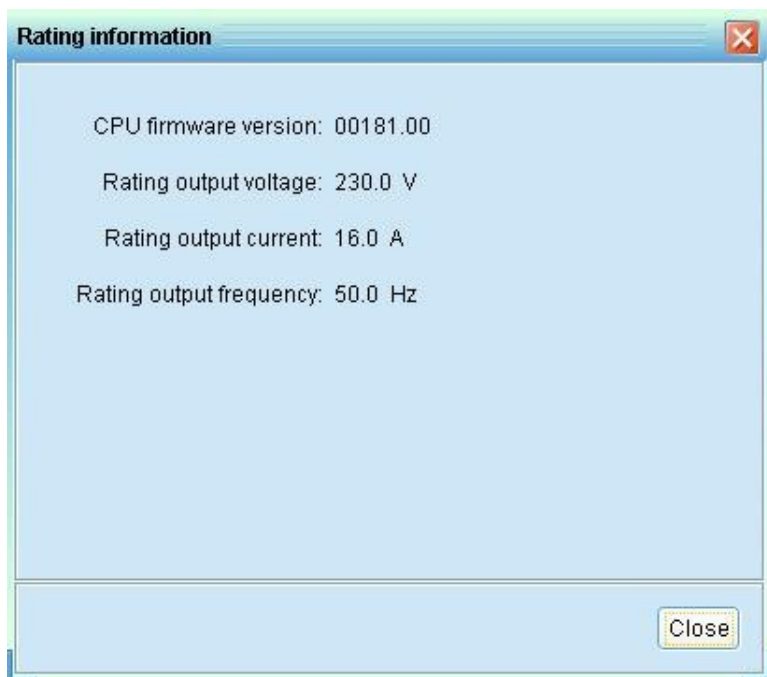 Rating information
CPU firmware version: 00181.00
Rating output voltage: 230.0 V
Rating output current: 16.0 A
Rating output frequency: 50.0 Hz
Close